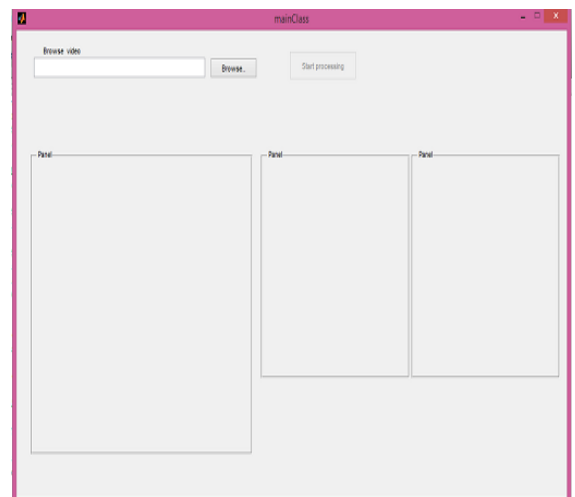 mainClass
Browse video
Browse..
Start processing
Panel
Panel
Panel